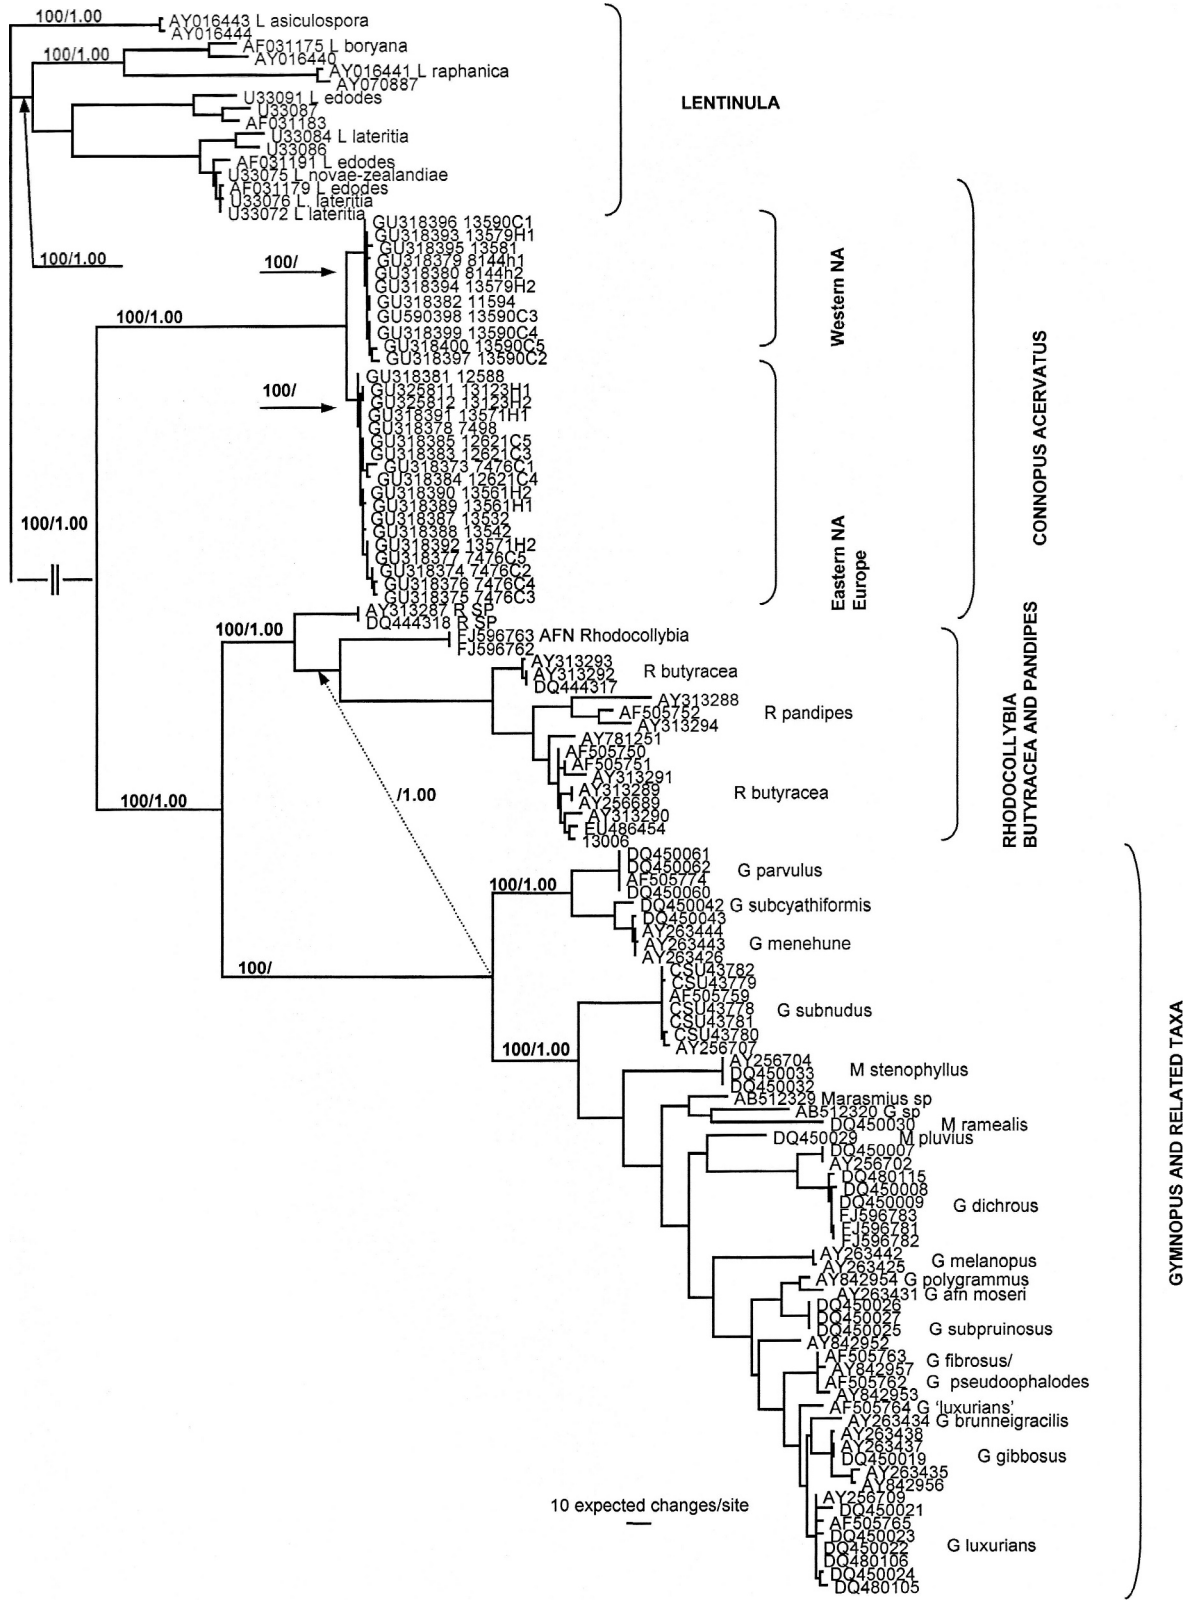 100/1.00
AY016443 L asiculospora
AY016444
AF031175 L boryana
100/1.00
AY016440
AY016441 L raphanica
AY070887
U33091 L edodes
U33087
AF031183
U33084 L lateritia
U33086
AF031191 L edodes
U33075 L novae-zealandiae
AF031179 L edodes
U33076 L. lateritia
U33072 L lateritia
LENTINULA
100/1.00
GU318396 13590C1
GU318393 13579H1
GU318395 13581
GU318379 8144h1
100/
GU318380 8144h2
GU318394 13579H2
GU318382 11594
GU590398 13590C3
100/1.00
GU318399 13590C4
GU318400 13590C5
GU318397 13590C2
Western NA
GU318381 12588
GU325811 13123H1
100/
GU325812 13123H2
GU318391 13571H1
GU318378 7498
GU318385 12621C5
GU318383 12621C3
GU318373 7476C1
GU318384 12621C4
GU318390 13561H2
GU318389 13561H1
GU318387 13532
100/1.00
GU318388 13542
GU318392 13571H2
GU318377 7476C5
GU318374 7476C2
GU318376 7476C4
GU318375 7476C3
Eastern NA
Europe
CONNOPUS ACERVATUS
AY313287 R SP
DQ444318 R SP
100/1.00
FJ596763 AFN Rhodocollybia
FJ596762
AY313293
AY313292
R butyracea
DQ444317
AY313288
AF505752
R pandipes
AY313294
AY781251
AF505750
AF505751
AY313291
AY313289
R butyracea
/1.00
100/1.00
AY256689
AY313290
EU486454
13006
RHODOCOLLYBIA
BUTYRACEA AND PANDIPES
DQ450061
DQ450062
G parvulus
AF505774
100/1.00
DQ450060
DQ450042 G subcyathiformis
DQ450043
AY263444
AY263443
G menehune
AY263426
100/
CSU43782
CSU43779
AF505759
CSU43778
G subnudus
CSU43781
CSU43780
100/1.00
AY256707
AY256704
DQ450033
M stenophyllus
DQ450032
AB512329 Marasmius sp
AB512320 G sp
DQ450030
M ramealis
DQ450029
M pluvius
DQ450007
AY256702
DQ480115
DQ450008
DQ450009
G dichrous
FJ596783
FJ596781
FJ596782
AY263442
G melanopus
AY263425
AY842954 G polygrammus
AY263431 G afn moseri
DQ450026
DQ450027
DQ450025
G subpruinosus
AY842952
AF505763
G fibrosus/
AY842957
AF505762
G pseudoophalodes
AY842953
AF505764 G 'luxurians'
AY263434 G brunneigracilis
AY263438
AY263437
DQ450019
G gibbosus
AY263435
AY842956
AY256709
DQ450021
AF505765
DQ450023
DQ450022
G luxurians
DQ480106
DQ450024
DQ480105
10 expected changes/site
GYMNOPUS AND RELATED TAXA